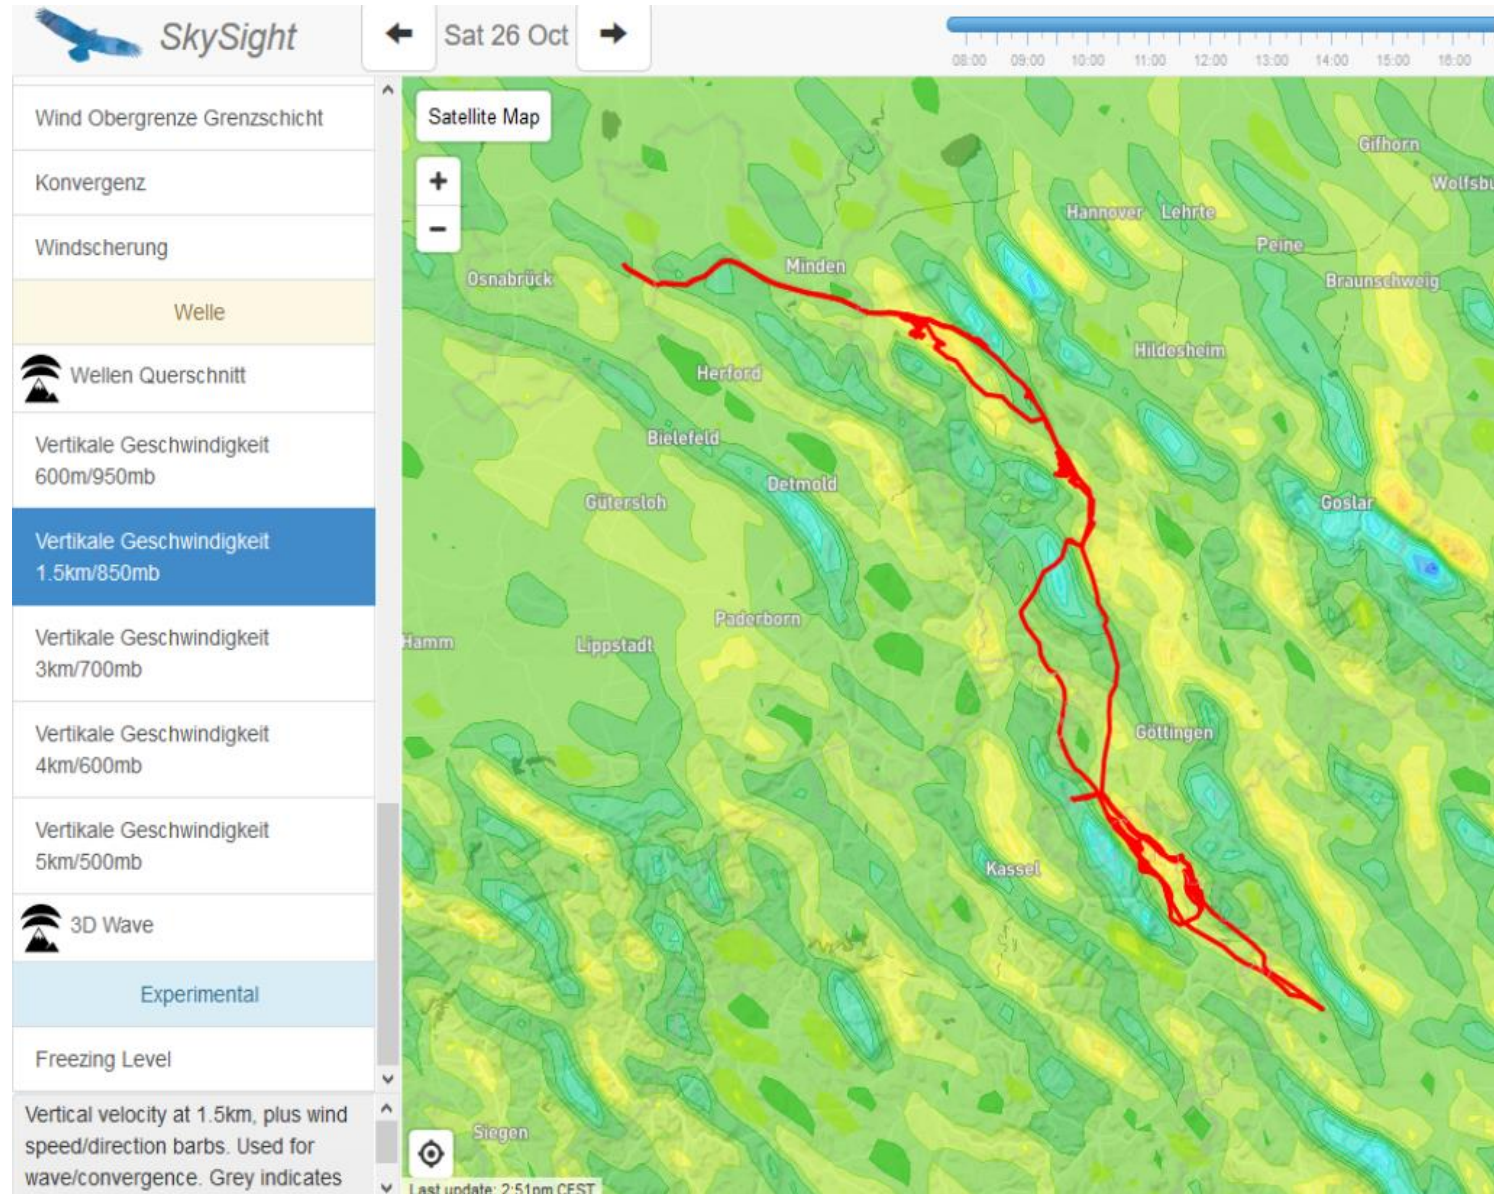 SkySight
Sat 26 Oct
08:00 09:00 10:00 11:00 12:00 13:00 14:00 15:00 16:00
Wind Obergrenze Grenzschicht
Konvergenz
Windscherung
Welle
Wellen Querschnitt
Vertikale Geschwindigkeit
600m/950mb
Vertikale Geschwindigkeit
1.5km/850mb
Vertikale Geschwindigkeit
3km/700mb
Vertikale Geschwindigkeit
4km/600mb
Vertikale Geschwindigkeit
5km/500mb
3D Wave
Experimental
Freezing Level
Vertical velocity at 1.5km, plus wind
speed/direction barbs. Used for
wave/convergence. Grey indicates
Satellite Map
+
−
Gifhorn
Wolfsbu
Hannover Lehrte
Peine
Minden
Osnabrück
Braunschweig
Hildesheim
Herford
Bielefeld
Detmold
Gütersloh
Goslar
Paderborn
Hamm
Lippstadt
Göttingen
Kassel
Siegen
Last update: 2:51pm CEST